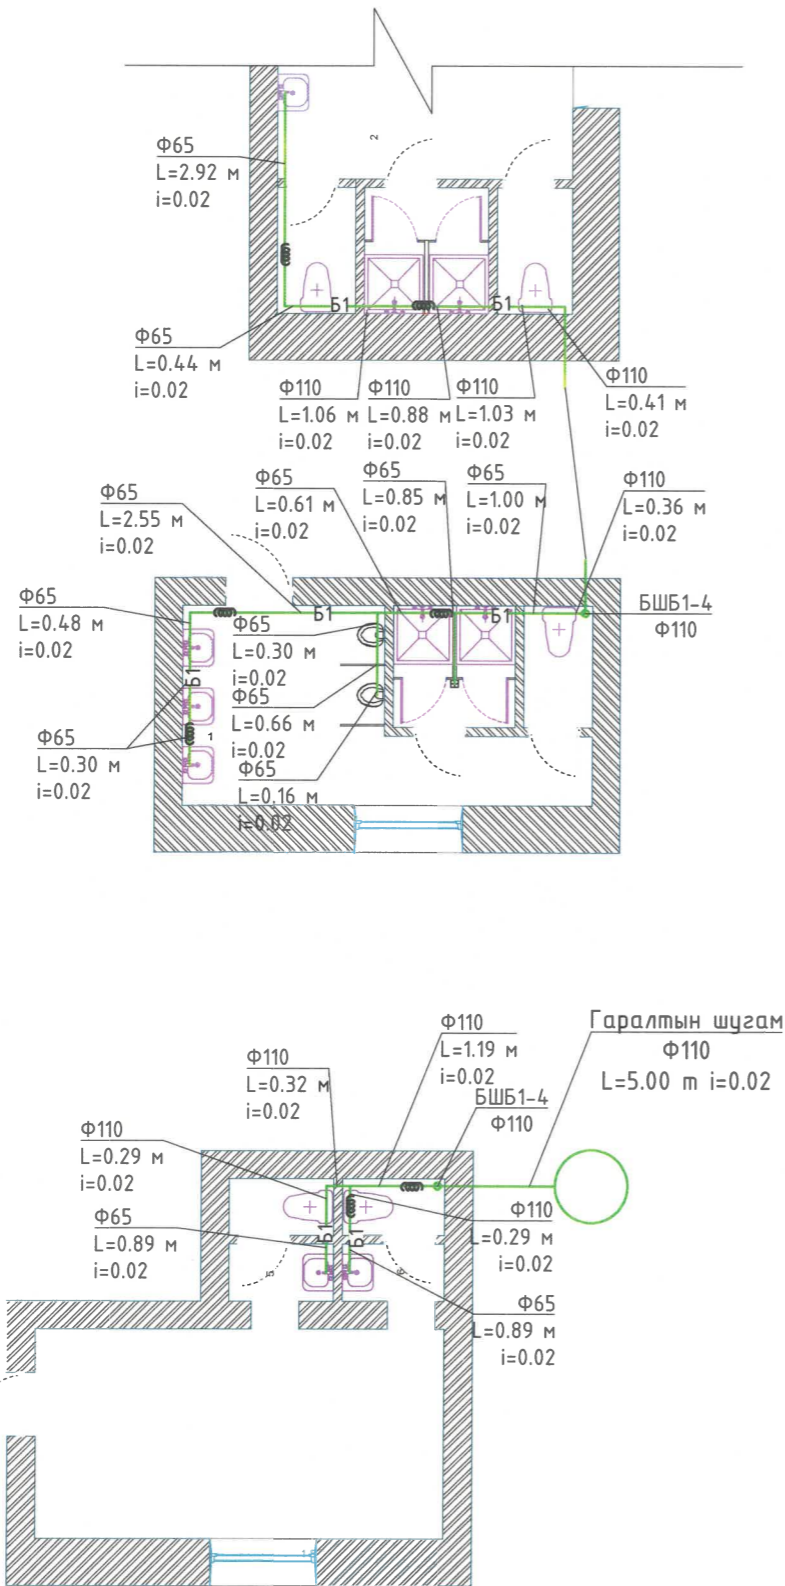 2
Ф65
L=2.92 м
i=0.02
Б1
Б1
Ф65
L=0.44 м
i=0.02
Ф110
L=1.06 м
i=0.02
Ф110
L=0.88 м
i=0.02
Ф110
L=1.03 м
i=0.02
Ф110
L=0.41 м
i=0.02
Ф65
L=2.55 м
i=0.02
Ф65
L=0.61 м
i=0.02
Ф65
L=0.85 м
i=0.02
Ф65
L=1.00 м
i=0.02
Ф110
L=0.36 м
i=0.02
БШБ1-4
Ф110
Ф65
L=0.48 м
i=0.02
Б1
Б1
Б1
Ф65
L=0.30 м
i=0.02
Ф65
L=0.66 м
i=0.02
Ф65
L=0.16 м
i=0.02
Ф65
L=0.30 м
i=0.02
1
Гаралтын шугам
Ф110
L=5.00 m i=0.02
Ф110
L=1.19 м
i=0.02
БШБ1-4
Ф110
Ф110
L=0.32 м
i=0.02
Ф110
L=0.29 м
i=0.02
Ф65
L=0.89 м
i=0.02
Б1
Б1
Ф110
L=0.29 м
i=0.02
5
Ф65
L=0.89 м
i=0.02